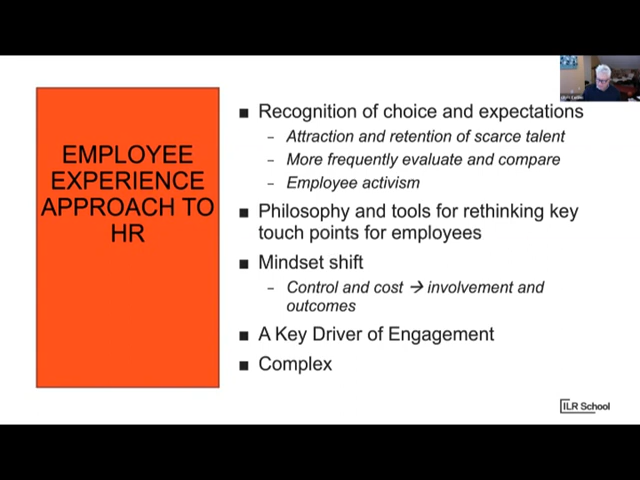 EMPLOYEE
EXPERIENCE
APPROACH TO
HR
■ Recognition of choice and expectations
– Attraction and retention of scarce talent
– More frequently evaluate and compare
– Employee activism
■ Philosophy and tools for rethinking key
touch points for employees
■ Mindset shift
– Control and cost → involvement and
outcomes
■ A Key Driver of Engagement
■ Complex
ILR School